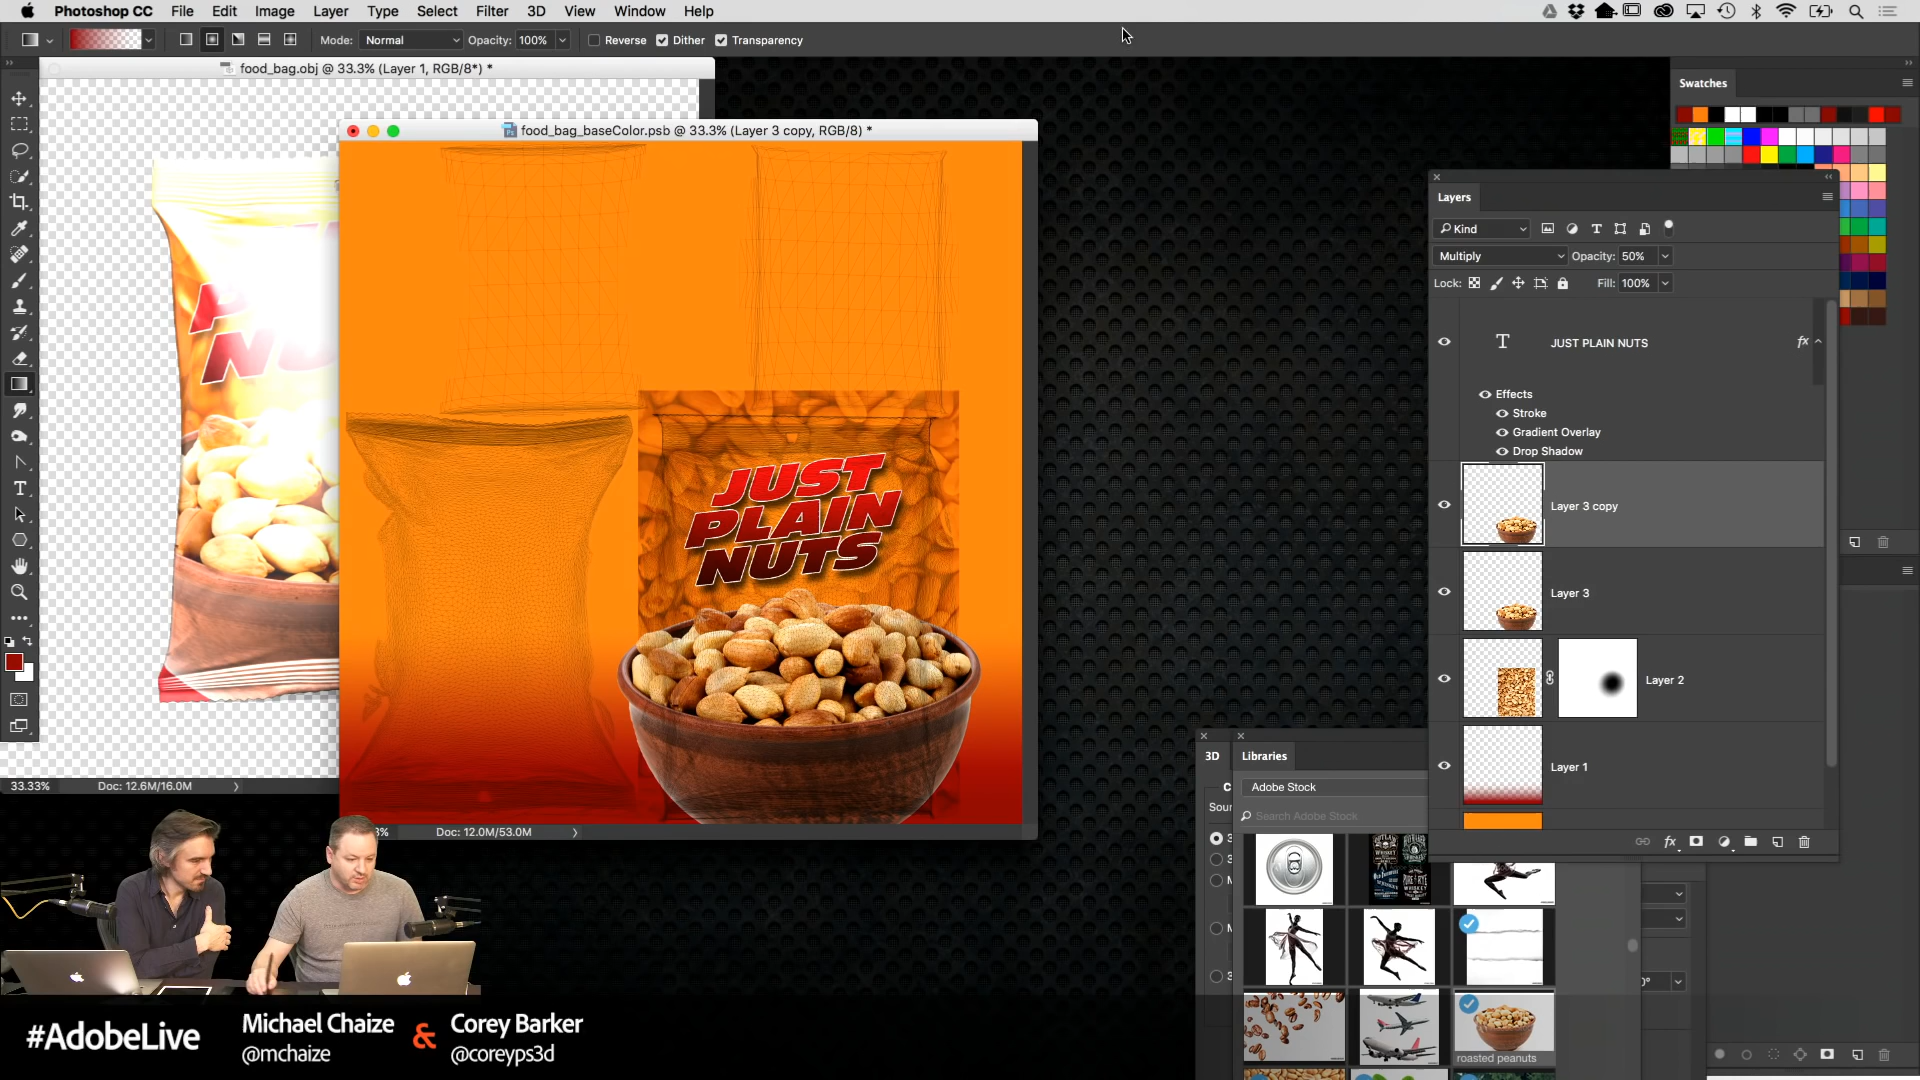 Photoshop CC File Edit Image Layer Type Select Filter 3D View Window Help
Mode: Normal Opacity: 100% Reverse Dither Transparency
food_bag.obj @ 33.3% (Layer 1, RGB/8*) *
food_bag_baseColor.psb @ 33.3% (Layer 3 copy, RGB/8) *
Swatches
Layers
Kind
Multiply Opacity: 50%
Lock: Fill: 100%
T JUST PLAIN NUTS fx
Effects
Stroke
Gradient Overlay
Drop Shadow
Layer 3 copy
Layer 3
Layer 2
Layer 1
JUST
PLAIN
NUTS
33.33% Doc: 12.6M/16.0M
Doc: 12.0M/53.0M
3D Libraries
Adobe Stock
Sour
Search Adobe Stock
roasted peanuts
#AdobeLive
Michael Chaize & Corey Barker
@mchaize @coreyps3d